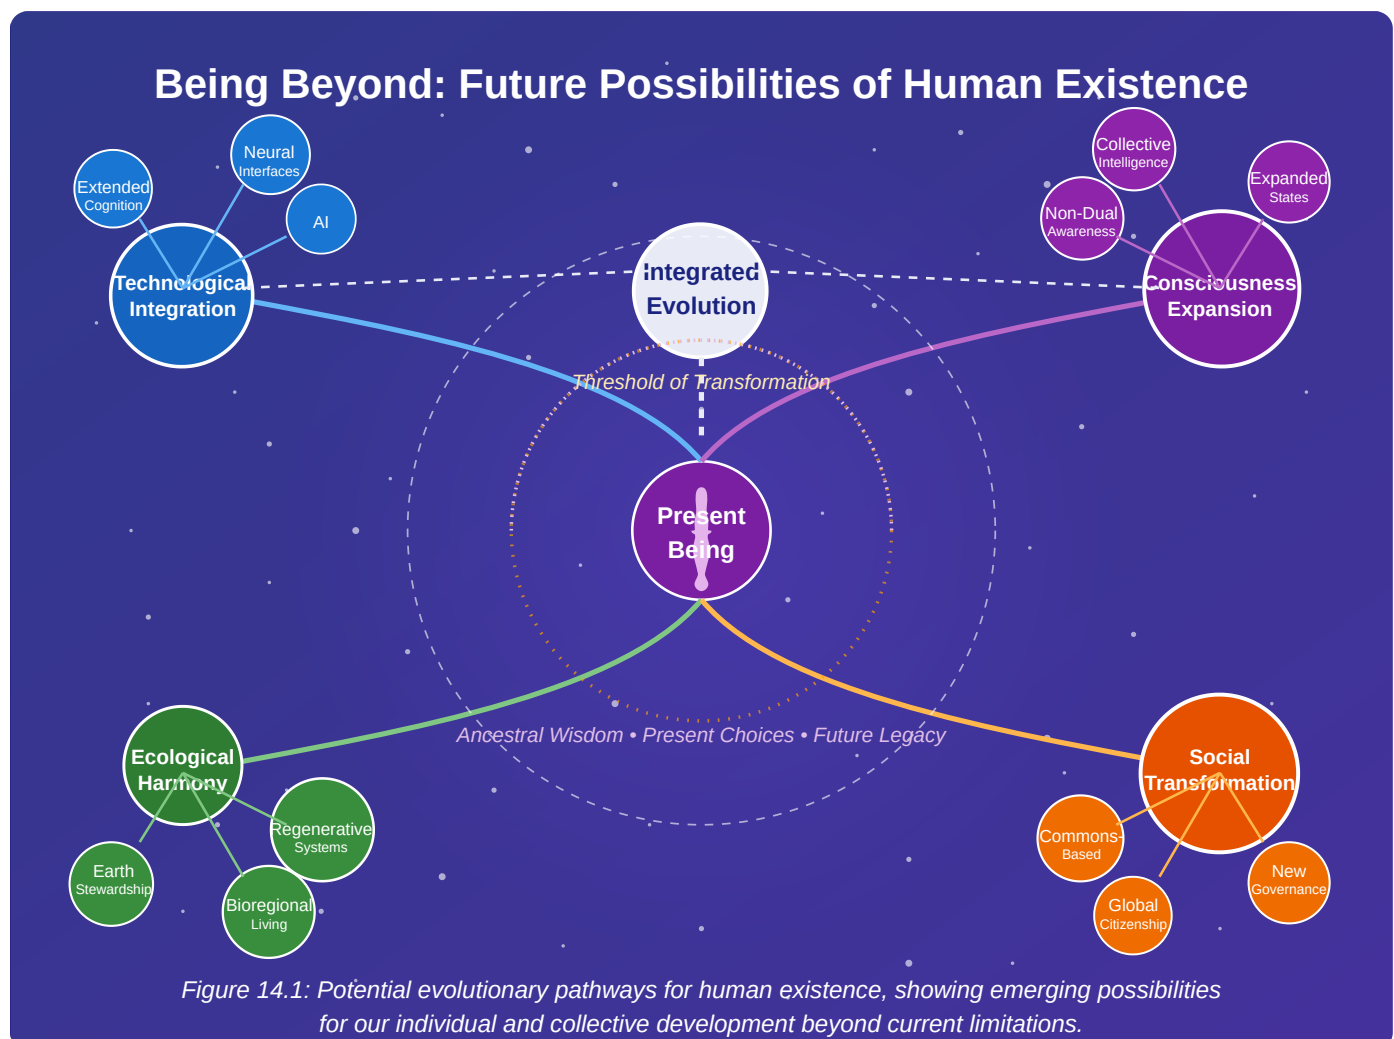 Being Beyond: Future Possibilities of Human Existence
Extended
Cognition
Neural
Interfaces
AI
Technological
Integration
Integrated
Evolution
Collective
Intelligence
Expanded
States
Non-Dual
Awareness
Consciousness
Expansion
Threshold of Transformation
Present
Being
Ancestral Wisdom • Present Choices • Future Legacy
Ecological
Harmony
Regenerative
Systems
Earth
Stewardship
Bioregional
Living
Social
Transformation
Commons-
Based
Global
Citizenship
New
Governance
Figure 14.1: Potential evolutionary pathways for human existence, showing emerging possibilities
for our individual and collective development beyond current limitations.